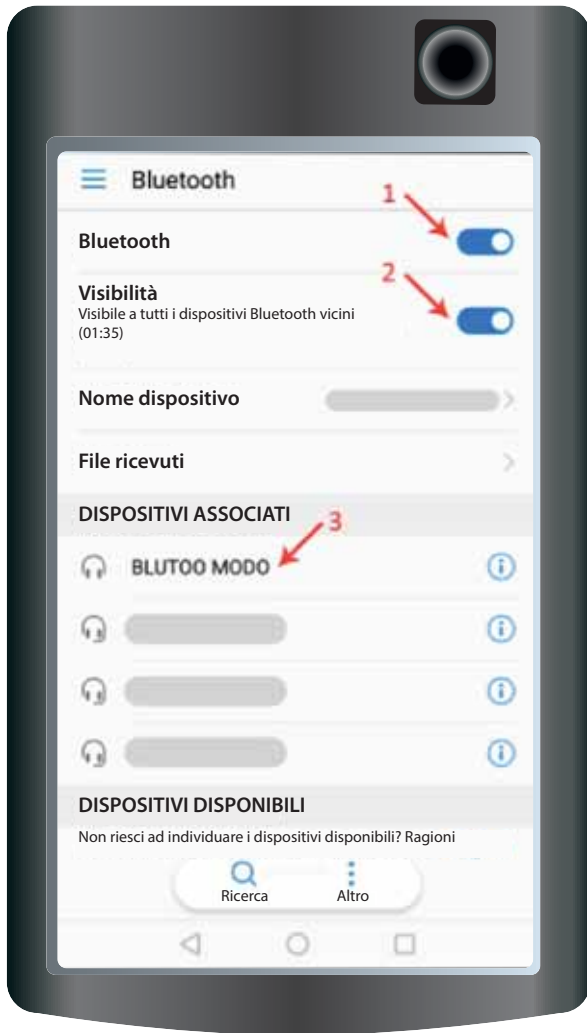 Bluetooth
1
Bluetooth
2
Visibilità
Visibile a tutti i dispositivi Bluetooth vicini
(01:35)
Nome dispositivo
File ricevuti
DISPOSITIVI ASSOCIATI
3
BLUTOO MODO
DISPOSITIVI DISPONIBILI
Non riesci ad individuare i dispositivi disponibili? Ragioni
Ricerca Altro